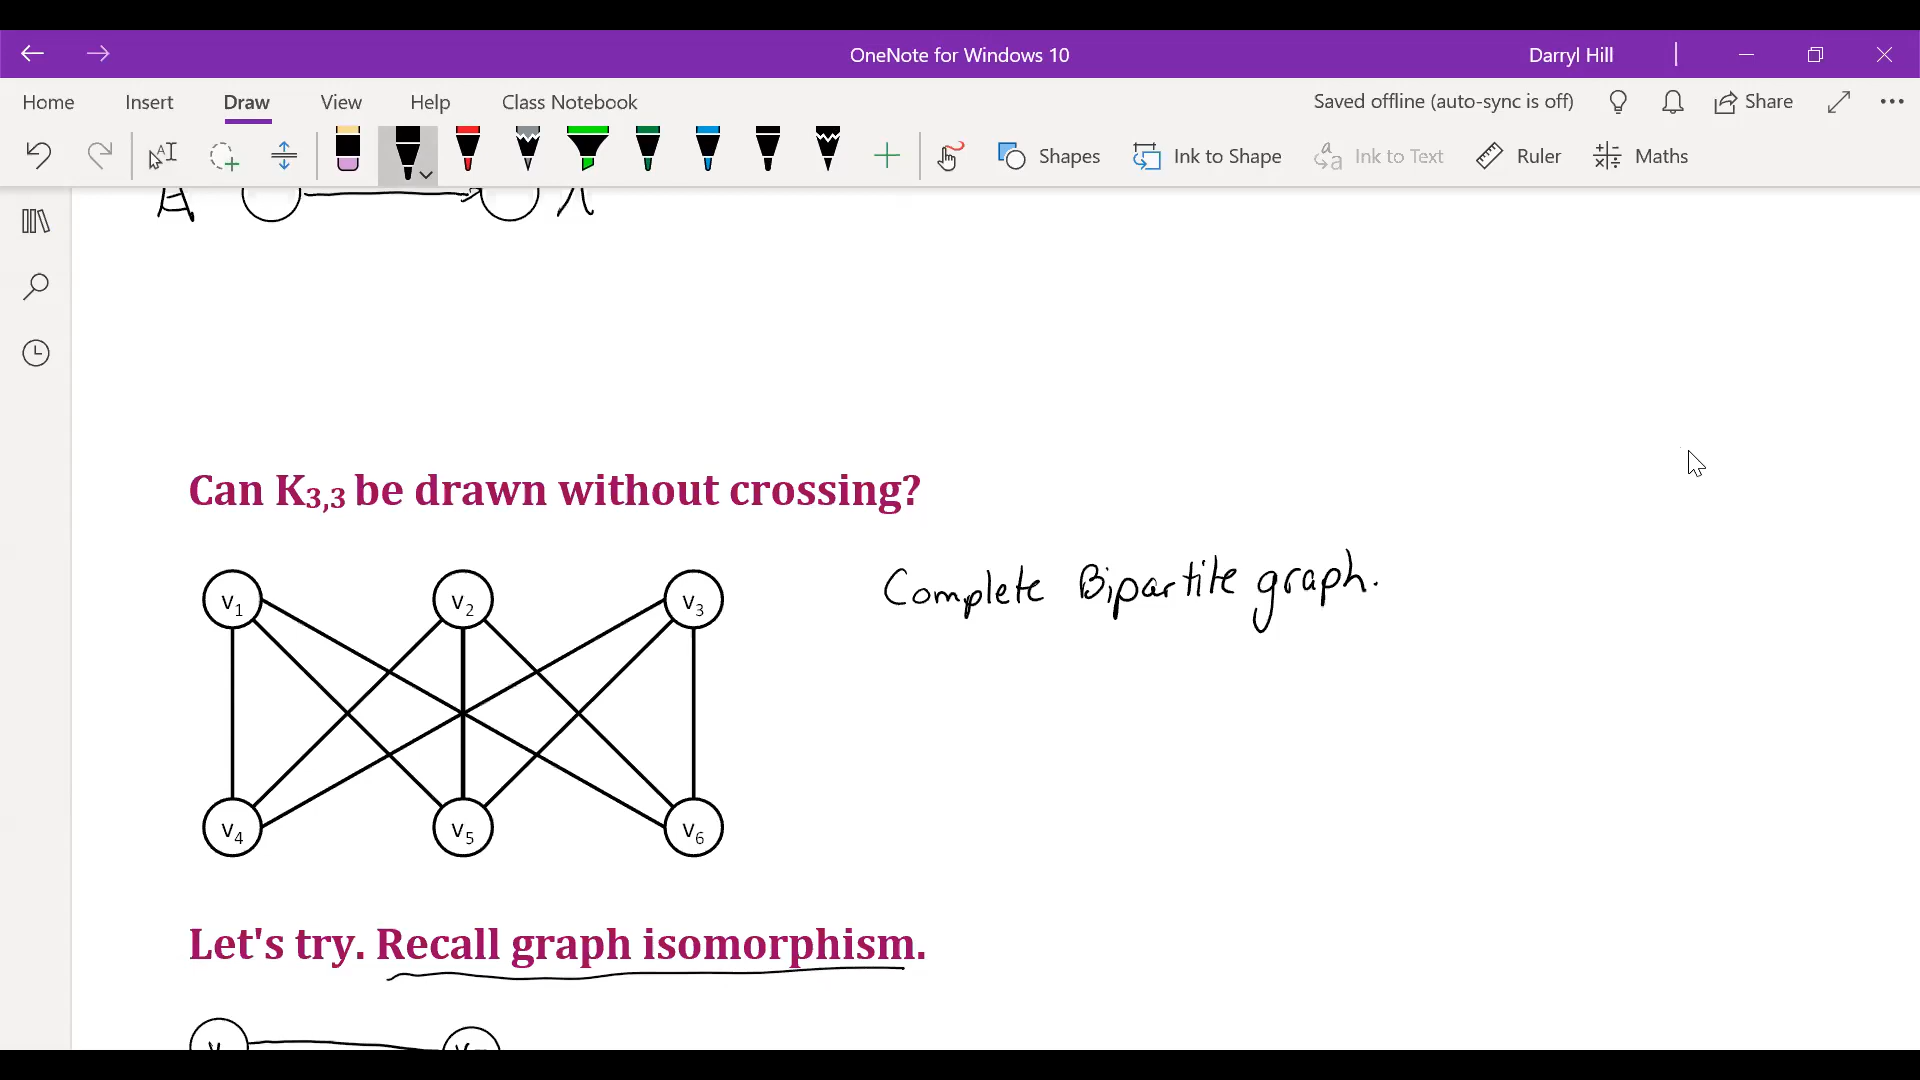 OneNote for Windows 10
Darryl Hill
Home Insert Draw View Help Class Notebook
Saved offline (auto-sync is off) Share
Shapes Ink to Shape Ink to Text Ruler Maths
A
Can K3,3 be drawn without crossing?
Complete Bipartite graph.
v1 v2 v3
v4 v5 v6
Let's try. Recall graph isomorphism.